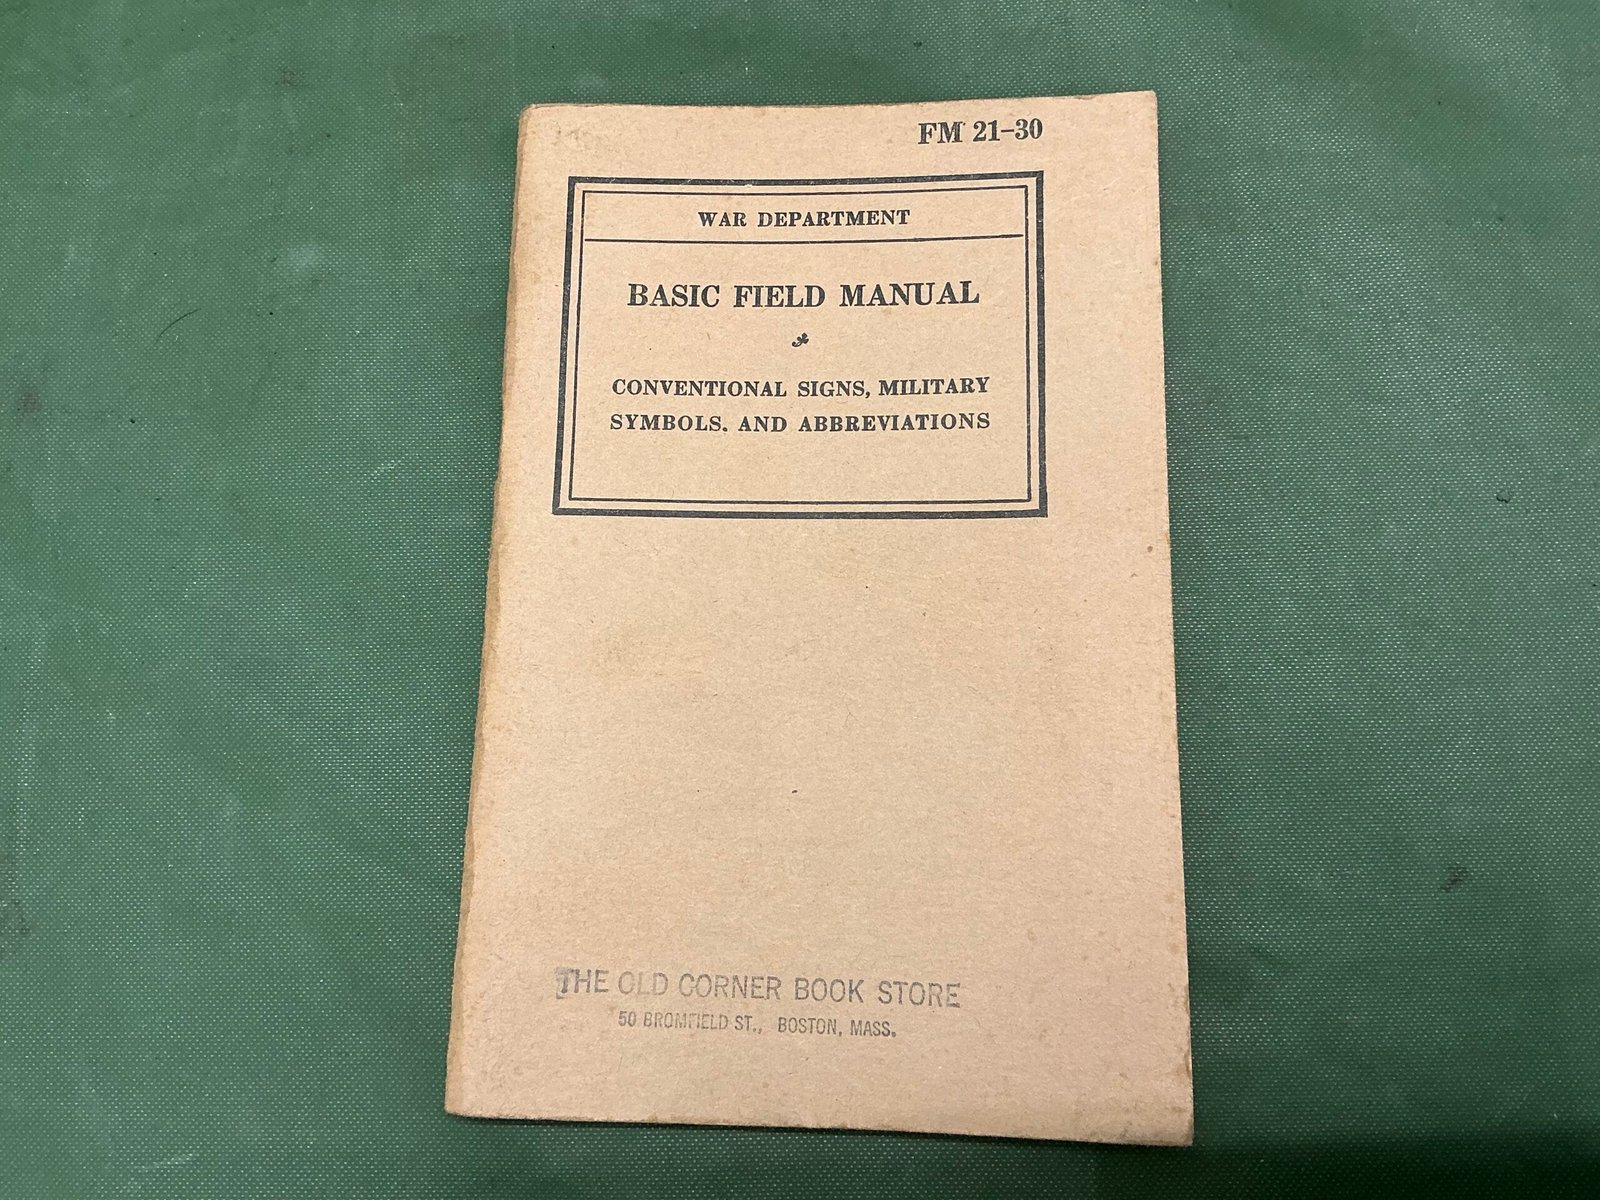 FM 21-30
WAR DEPARTMENT
BASIC FIELD MANUAL
CONVENTIONAL SIGNS, MILITARY
SYMBOLS. AND ABBREVIATIONS
THE OLD CORNER BOOK STORE
50 BROMFIELD ST., BOSTON, MASS.